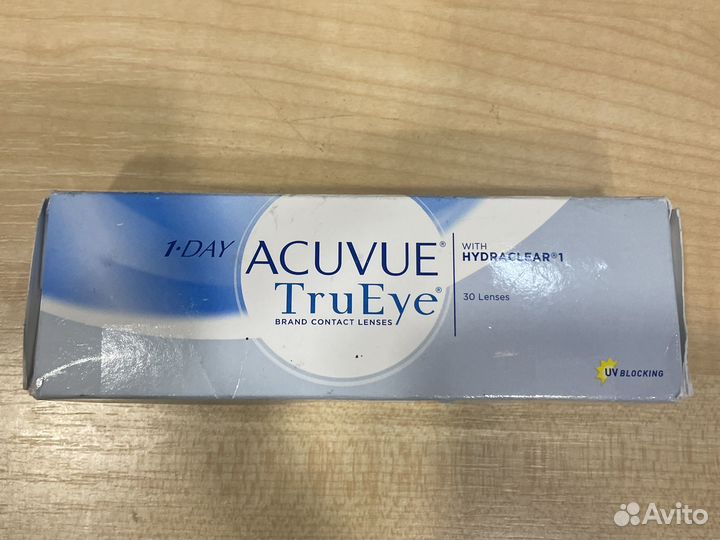 1·DAY ACUVUE®
TruEye®
BRAND CONTACT LENSES
WITH
HYDRACLEAR®1
30 Lenses
UV BLOCKING
Avito